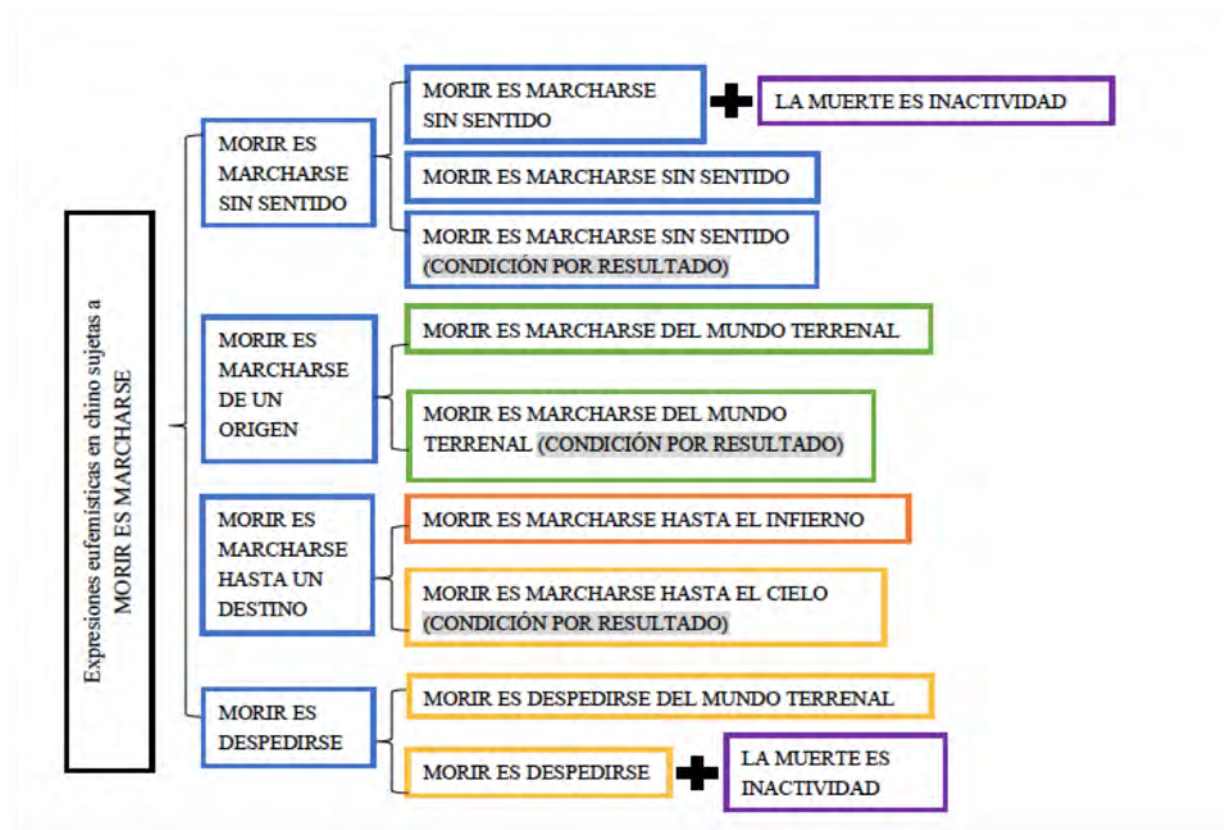 Expresiones eufemísticas en chino sujetas a
MORIR ES MARCHARSE
MORIR ES
MARCHARSE
SIN SENTIDO
MORIR ES MARCHARSE
SIN SENTIDO
LA MUERTE ES INACTIVIDAD
MORIR ES MARCHARSE SIN SENTIDO
MORIR ES MARCHARSE SIN SENTIDO
(CONDICIÓN POR RESULTADO)
MORIR ES
MARCHARSE
DE UN
ORIGEN
MORIR ES MARCHARSE DEL MUNDO TERRENAL
MORIR ES MARCHARSE DEL MUNDO
TERRENAL (CONDICIÓN POR RESULTADO)
MORIR ES
MARCHARSE
HASTA UN
DESTINO
MORIR ES MARCHARSE HASTA EL INFIERNO
MORIR ES MARCHARSE HASTA EL CIELO
(CONDICIÓN POR RESULTADO)
MORIR ES
DESPEDIRSE
MORIR ES DESPEDIRSE DEL MUNDO TERRENAL
MORIR ES DESPEDIRSE
LA MUERTE ES
INACTIVIDAD